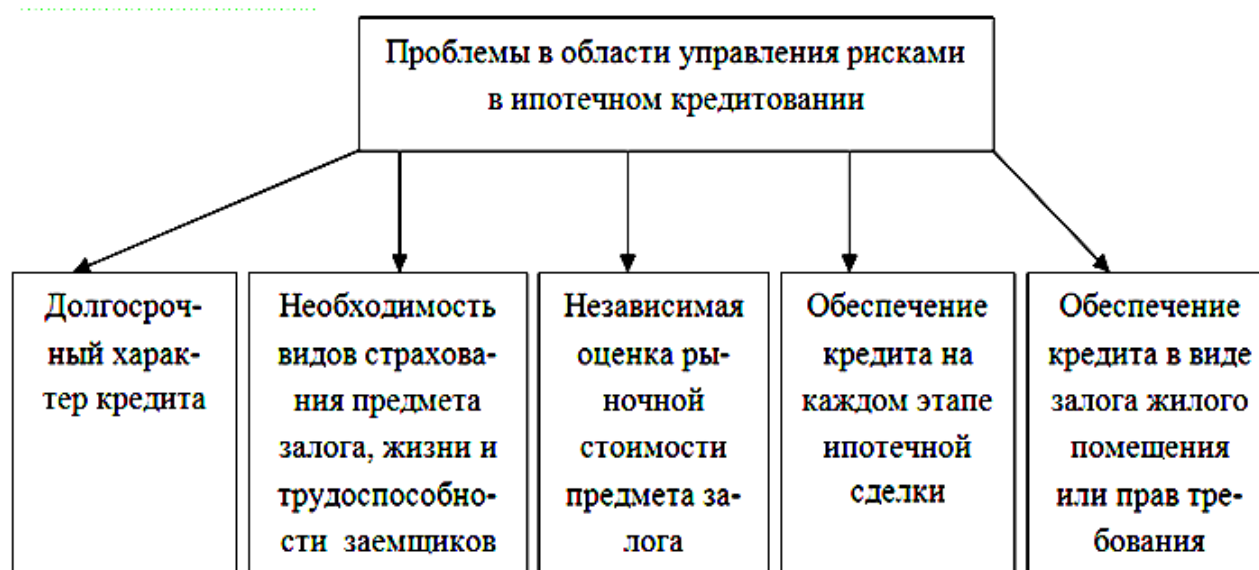 Проблемы в области управления рисками
в ипотечном кредитовании
Долгосроч-
ный харак-
тер кредита
Необходимость
видов страхова-
ния предмета
залога, жизни и
трудоспособно-
сти заемщиков
Независимая
оценка ры-
ночной
стоимости
предмета за-
лога
Обеспечение
кредита на
каждом этапе
ипотечной
сделки
Обеспечение
кредита в виде
залога жилого
помещения
или прав тре-
бования